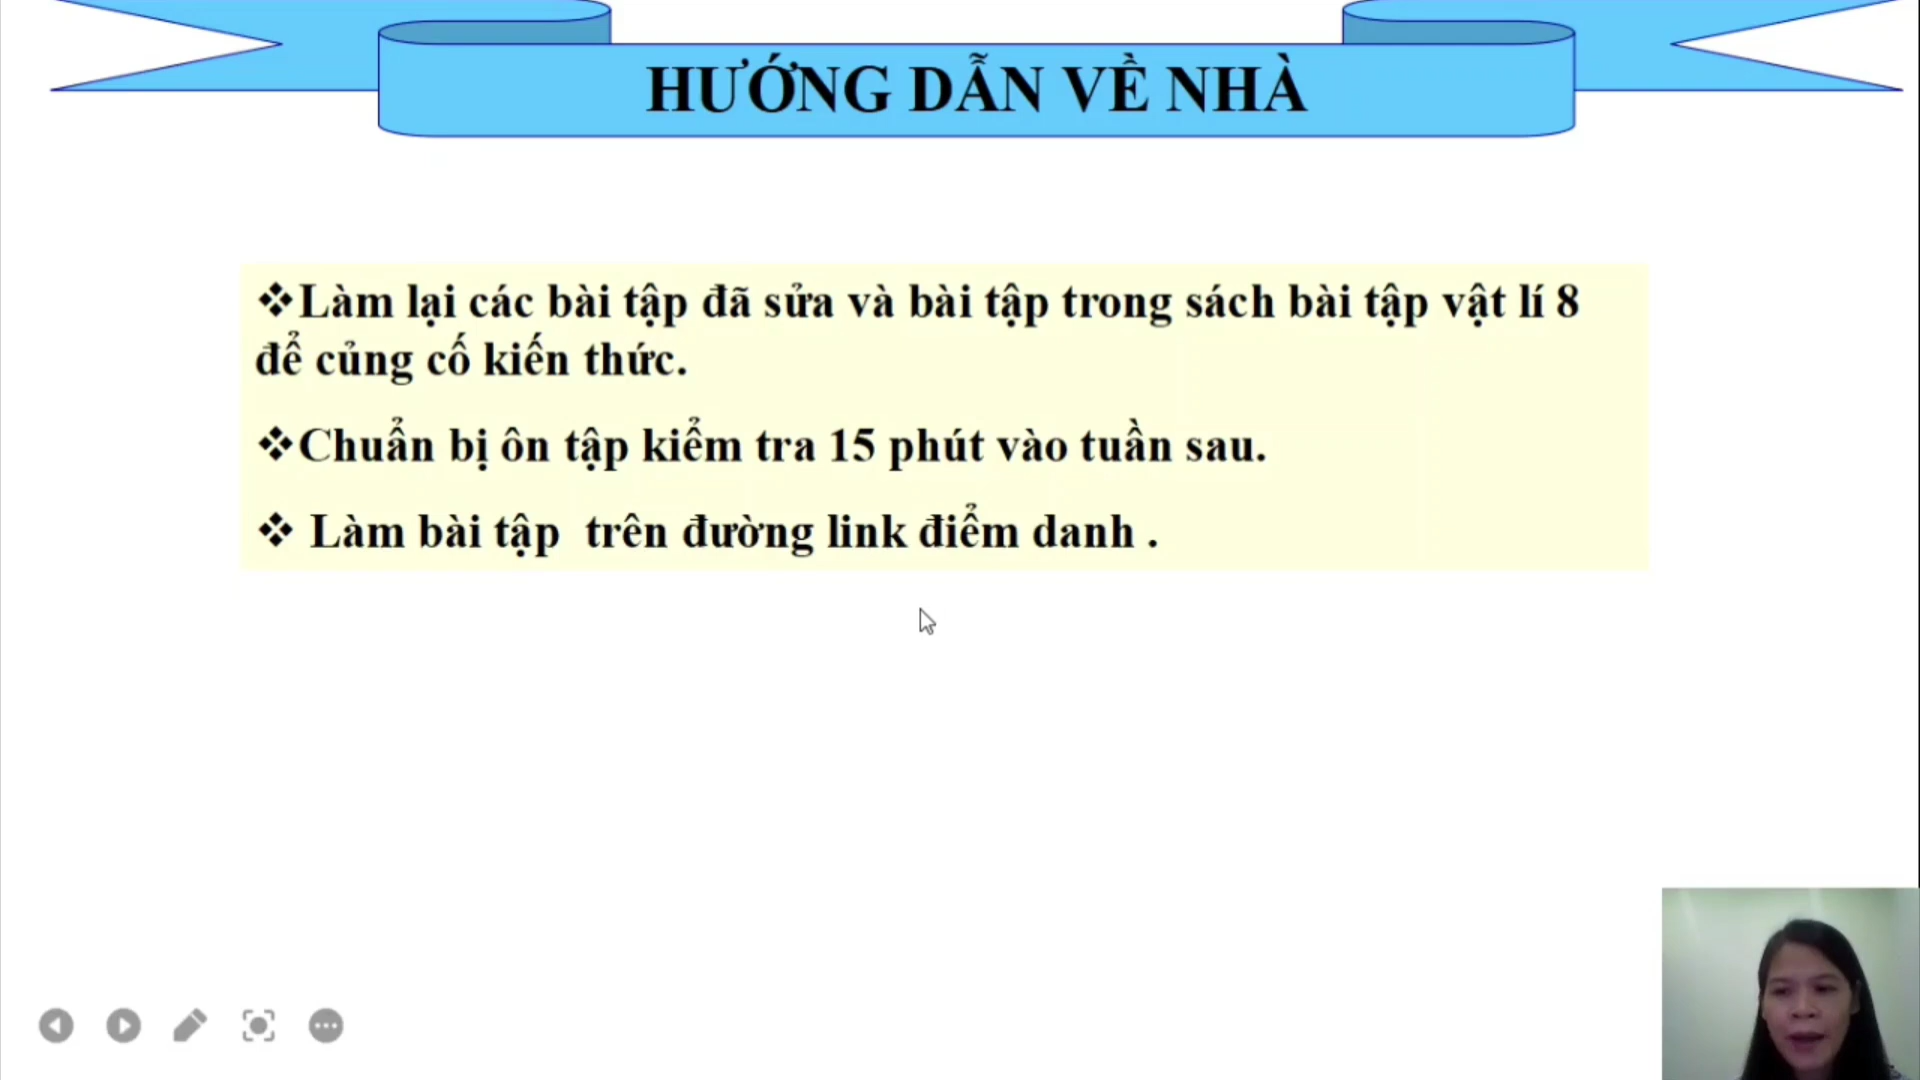 HƯỚNG DẪN VỀ NHÀ
❖Làm lại các bài tập đã sửa và bài tập trong sách bài tập vật lí 8
để củng cố kiến thức.
❖Chuẩn bị ôn tập kiểm tra 15 phút vào tuần sau.
❖ Làm bài tập  trên đường link điểm danh .